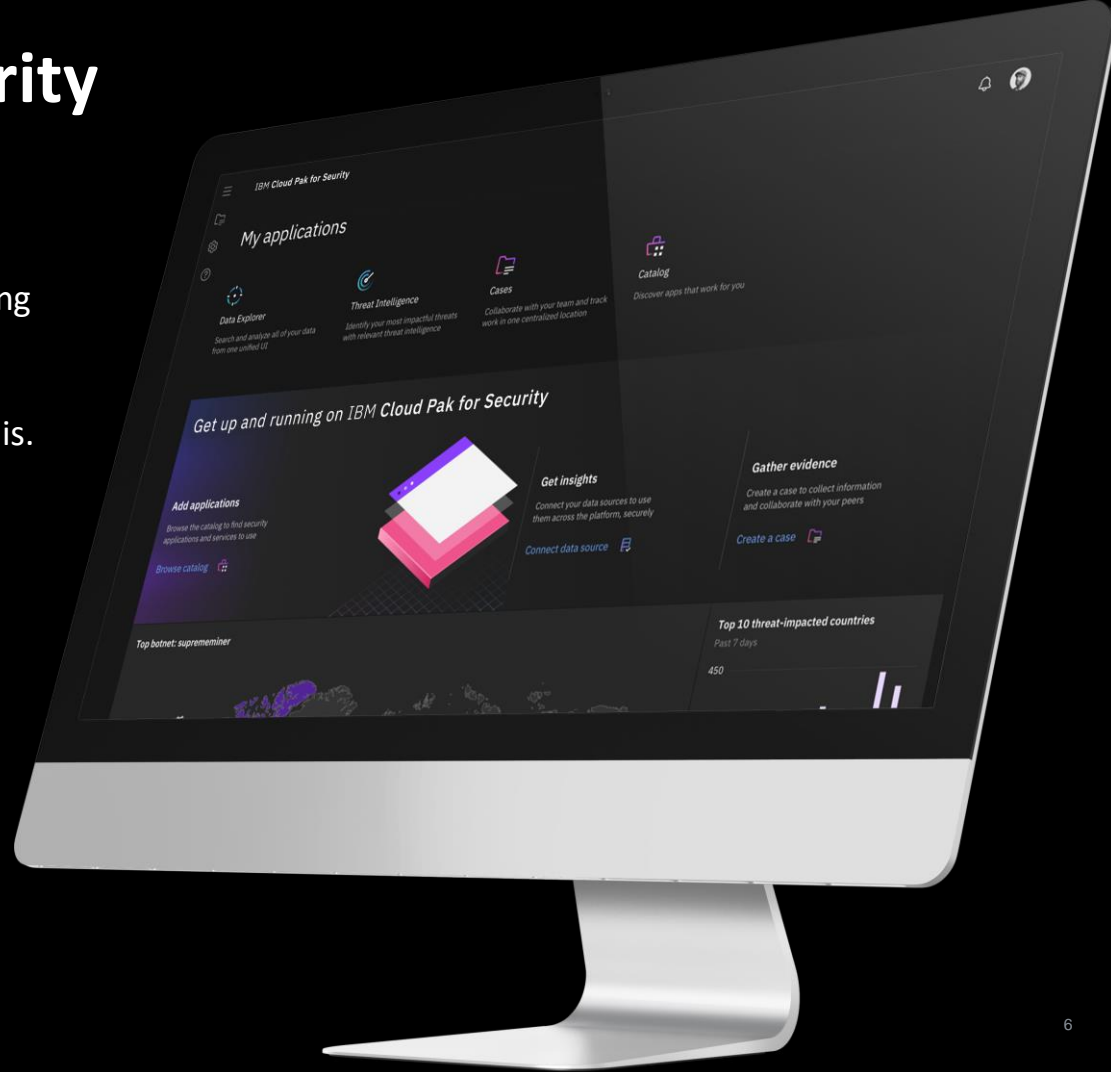 rity
ng
is.
IBM Cloud Pak for Seurity
My applications
Data Explorer
Search and analyze all of your data
from one unified UI
Threat Intelligence
Identify your most impactful threats
with relevant threat intelligence
Cases
Collaborate with your team and track
work in one centralized location
Catalog
Discover apps that work for you
Get up and running on IBM Cloud Pak for Security
Add applications
Browse the catalog to find security
applications and services to use
Browse catalog
Get insights
Connect your data sources to use
them across the platform, securely
Connect data source
Gather evidence
Create a case to collect information
and collaborate with your peers
Create a case
Top botnet: suprememiner
Top 10 threat-impacted countries
Past 7 days
450
6